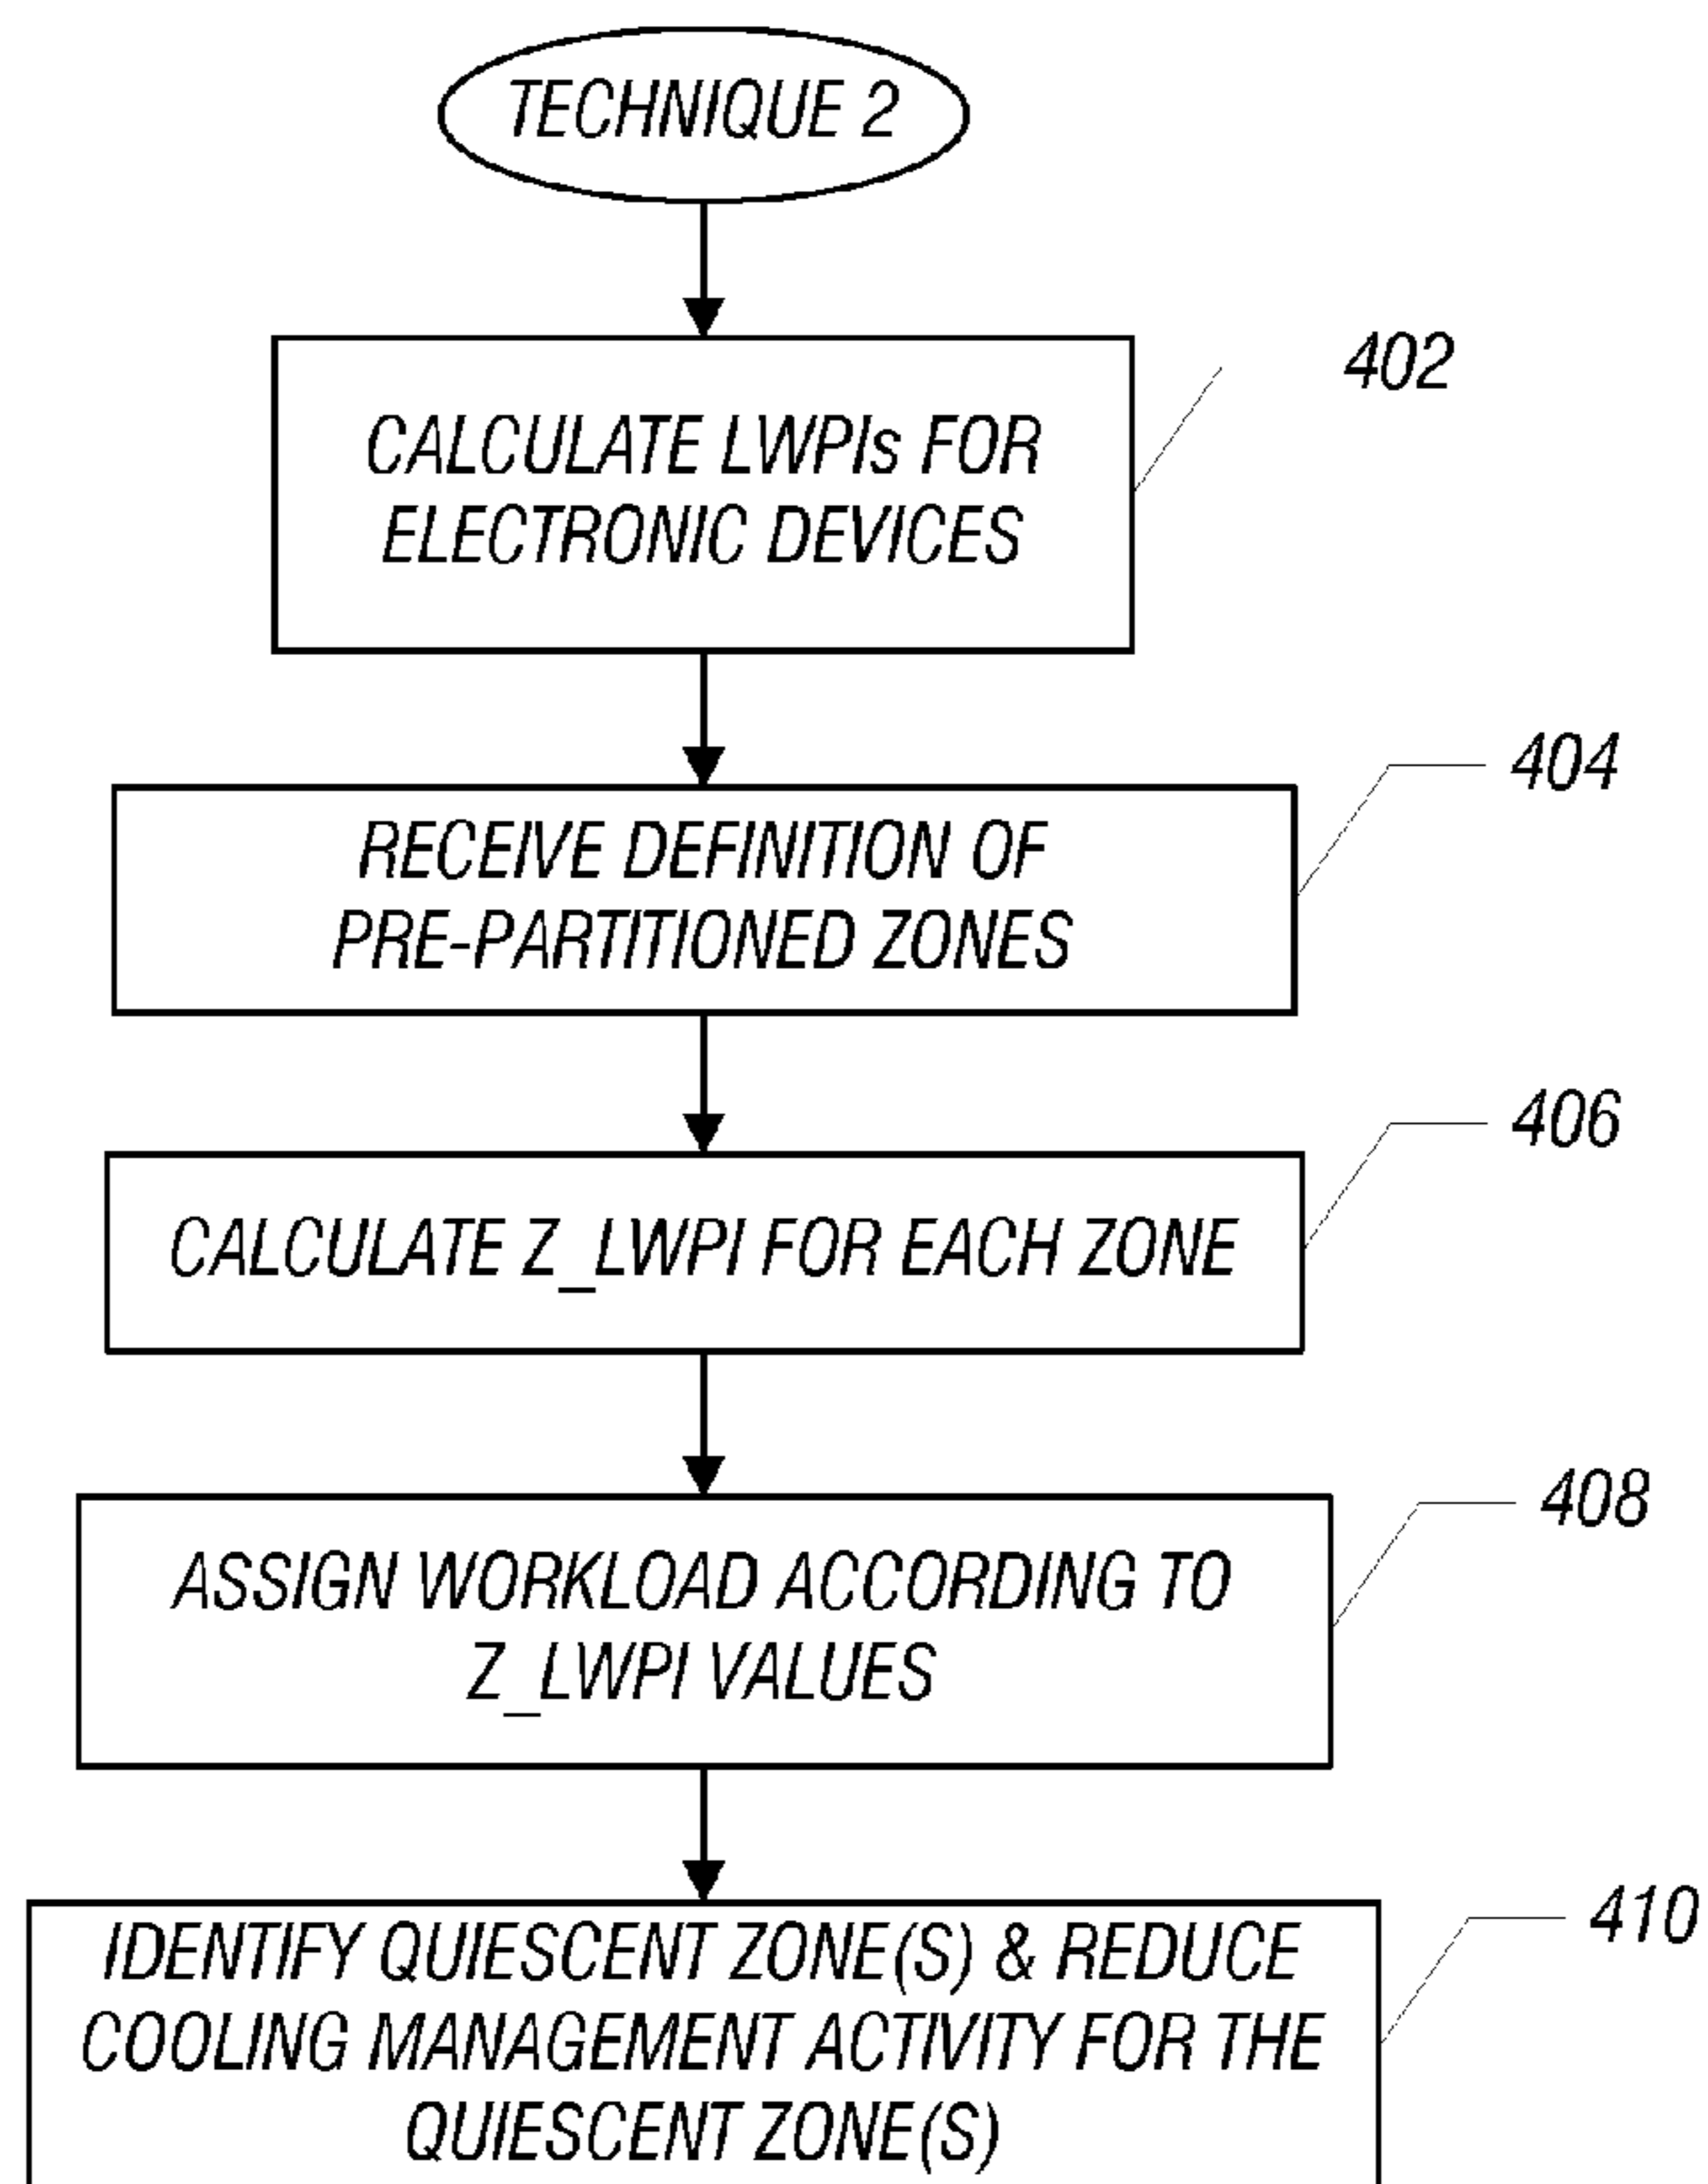 TECHNIQUE 2
402
CALCULATE LWPIs FOR
ELECTRONIC DEVICES
404
RECEIVE DEFINITION OF
PRE-PARTITIONED ZONES
406
CALCULATE Z_LWPI FOR EACH ZONE
408
ASSIGN WORKLOAD ACCORDING TO
Z_LWPI VALUES
410
IDENTIFY QUIESCENT ZONE(S) & REDUCE
COOLING MANAGEMENT ACTIVITY FOR THE
QUIESCENT ZONE(S)